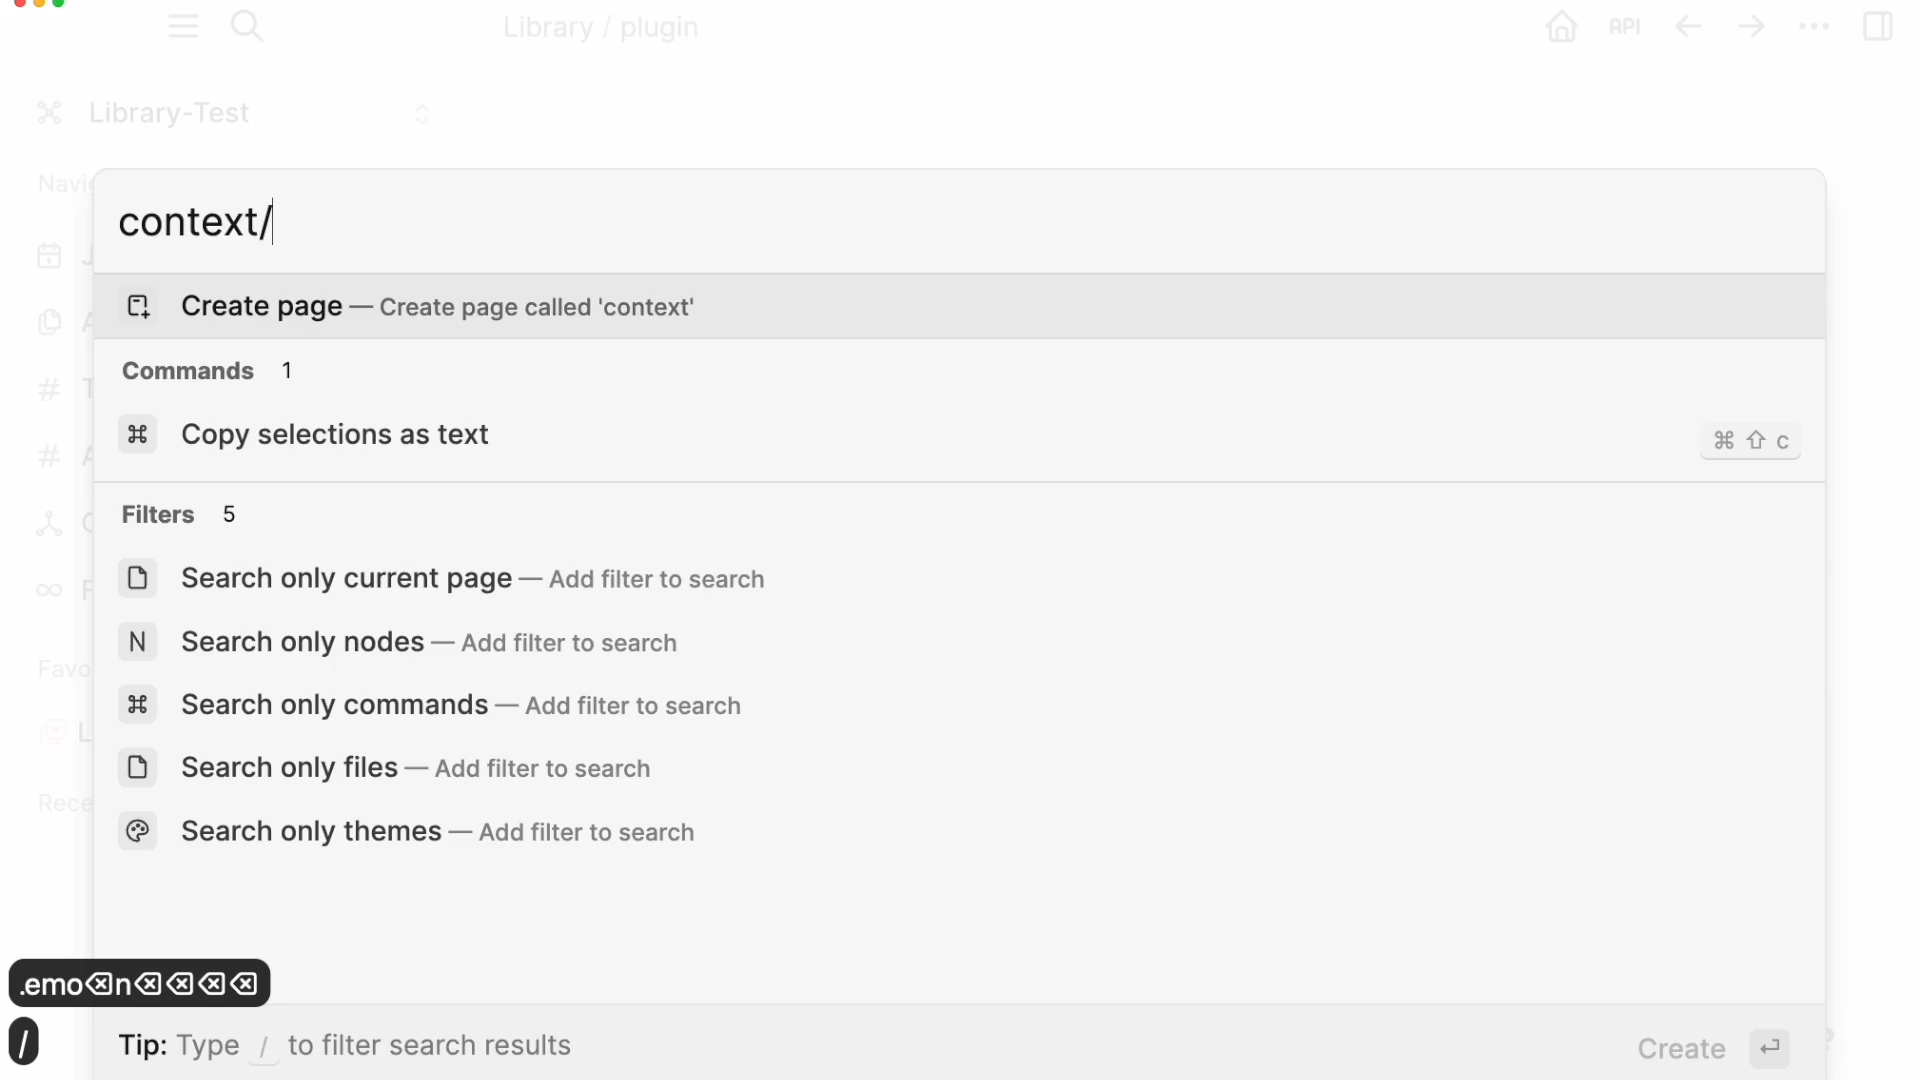 Library / plugin
API
Library-Test
Navig
context/
Create page — Create page called 'context'
Commands 1
Copy selections as text
⌘ ⇧ c
Filters 5
Search only current page — Add filter to search
N Search only nodes — Add filter to search
Search only commands — Add filter to search
Search only files — Add filter to search
Search only themes — Add filter to search
Favo
Rece
.emo⌫n⌫⌫⌫⌫
/
Tip: Type / to filter search results
Create ↵